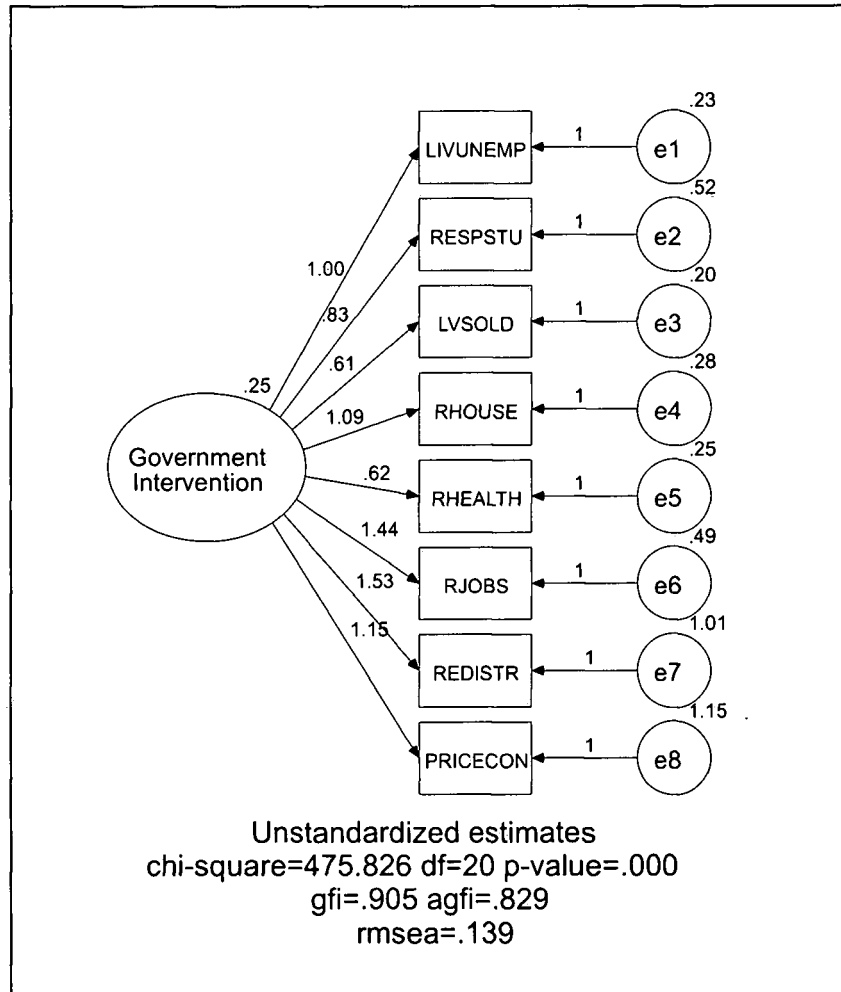 .23
LIVUNEMP
1
e1
.52
RESPSTU
1
e2
1.00
.20
.83
LVSOLD
1
e3
.61
.28
.25
1.09
RHOUSE
1
e4
.25
Government
Intervention
.62
RHEALTH
1
e5
1.44
.49
1.53
RJOBS
1
e6
1.15
1.01
REDISTR
1
e7
1.15
PRICECON
1
e8
Unstandardized estimates
chi-square=475.826 df=20 p-value=.000
gfi=.905 agfi=.829
rmsea=.139